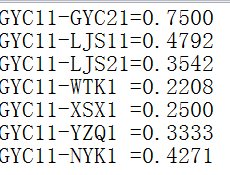 GYC11-GYC21=0.7500
GYC11-LJS11=0.4792
GYC11-LJS21=0.3542
GYC11-WTK1 =0.2208
GYC11-XSX1 =0.2500
GYC11-YZQ1 =0.3333
GYC11-NYK1 =0.4271